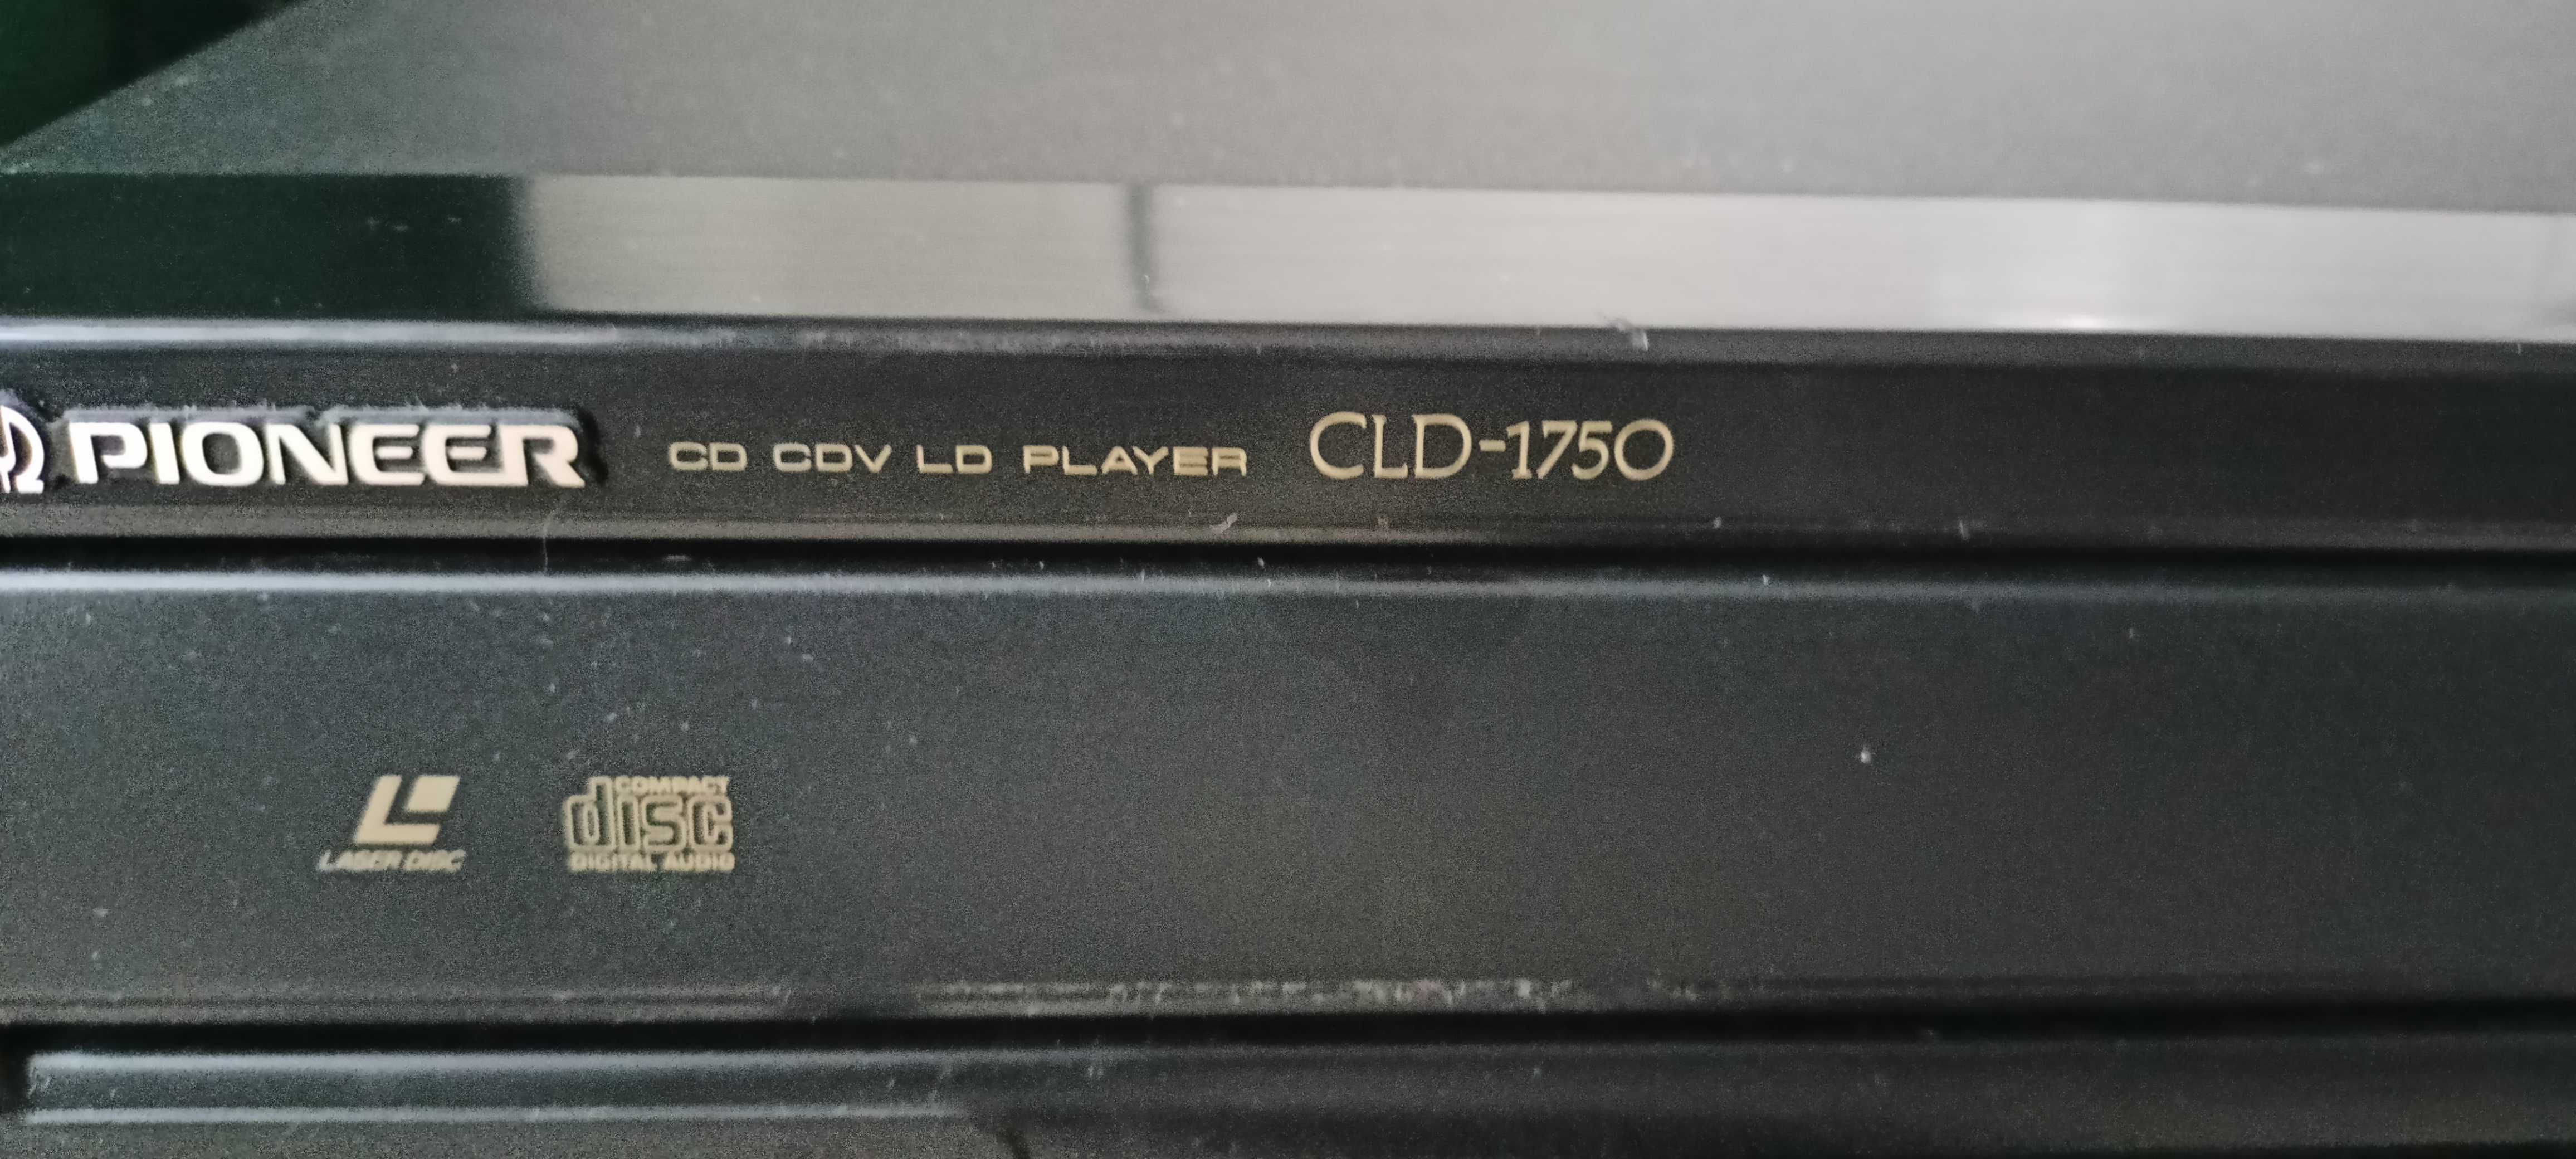 PIONEER CD CDV LD PLAYER CLD-1750
L
LASER DISC
COMPACT
disc
DIGITAL AUDIO